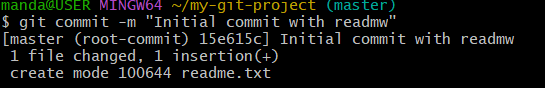 manda@USER MINGW64 ~/my-git-project (master)
$ git commit -m "Initial commit with readmw"
[master (root-commit) 15e615c] Initial commit with readmw
 1 file changed, 1 insertion(+)
 create mode 100644 readme.txt